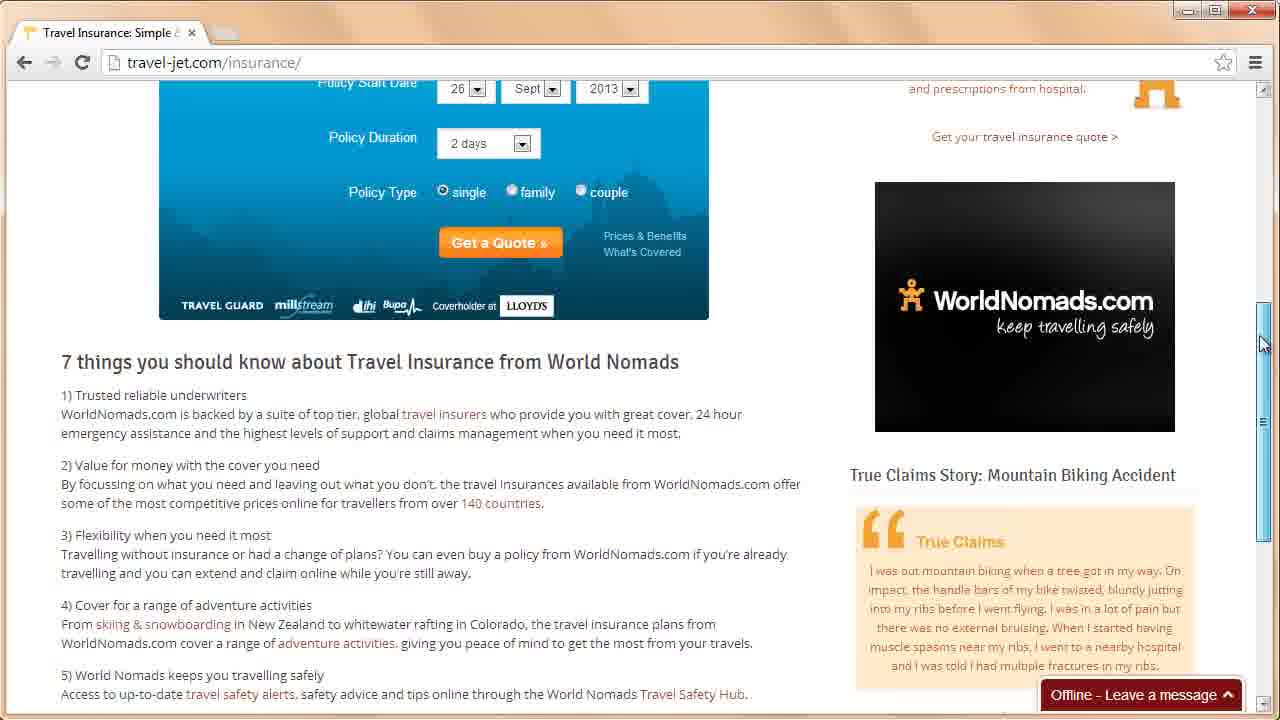 Travel Insurance: Simple &
travel-jet.com/insurance/
Policy Start Date
26
Sept
2013
Policy Duration
2 days
Policy Type
single
family
couple
Get a Quote »
Prices & Benefits
What's Covered
TRAVEL GUARD
millstream
ihi Bupa
Coverholder at
LLOYD'S
7 things you should know about Travel Insurance from World Nomads
1) Trusted reliable underwriters
WorldNomads.com is backed by a suite of top tier, global travel insurers who provide you with great cover, 24 hour
emergency assistance and the highest levels of support and claims management when you need it most.
2) Value for money with the cover you need
By focussing on what you need and leaving out what you don't, the travel insurances available from WorldNomads.com offer
some of the most competitive prices online for travellers from over 140 countries.
3) Flexibility when you need it most
Travelling without insurance or had a change of plans? You can even buy a policy from WorldNomads.com if you're already
travelling and you can extend and claim online while you're still away.
4) Cover for a range of adventure activities
From skiing & snowboarding in New Zealand to whitewater rafting in Colorado, the travel insurance plans from
WorldNomads.com cover a range of adventure activities, giving you peace of mind to get the most from your travels.
5) World Nomads keeps you travelling safely
Access to up-to-date travel safety alerts, safety advice and tips online through the World Nomads Travel Safety Hub.
and prescriptions from hospital.
Get your travel insurance quote >
WorldNomads.com
keep travelling safely
True Claims Story: Mountain Biking Accident
True Claims
I was out mountain biking when a tree got in my way. On
impact, the handle bars of my bike twisted, bluntly jutting
into my ribs before I went flying. I was in a lot of pain but
there was no external bruising. When I started having
muscle spasms near my ribs, I went to a nearby hospital
and I was told I had multiple fractures in my ribs.
Offline - Leave a message